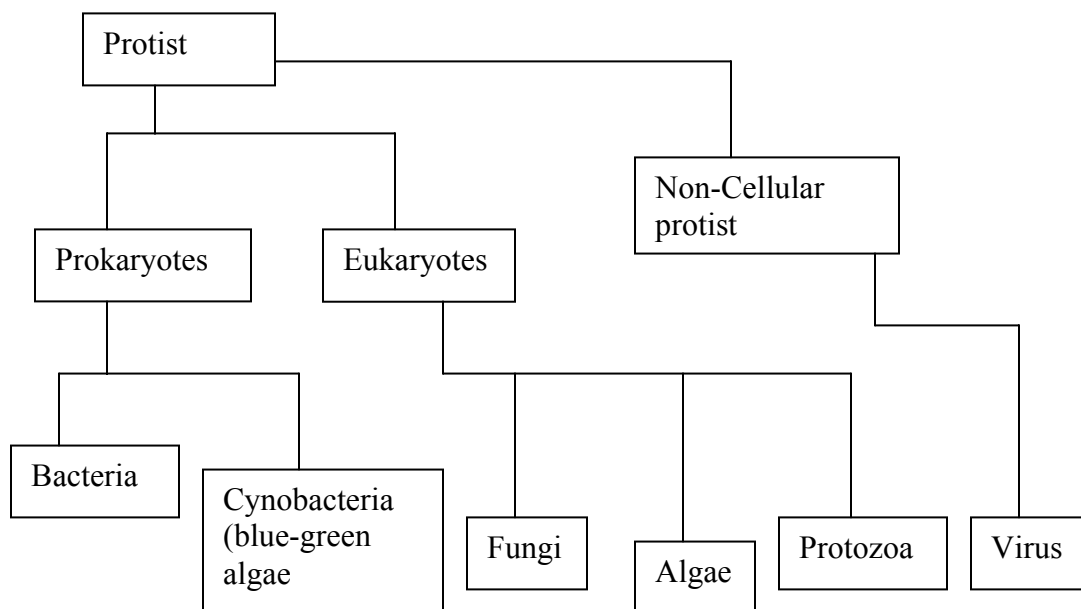 Protist
Non-Cellular
protist
Prokaryotes
Eukaryotes
Bacteria
Cynobacteria
(blue-green
algae
Fungi
Algae
Protozoa
Virus